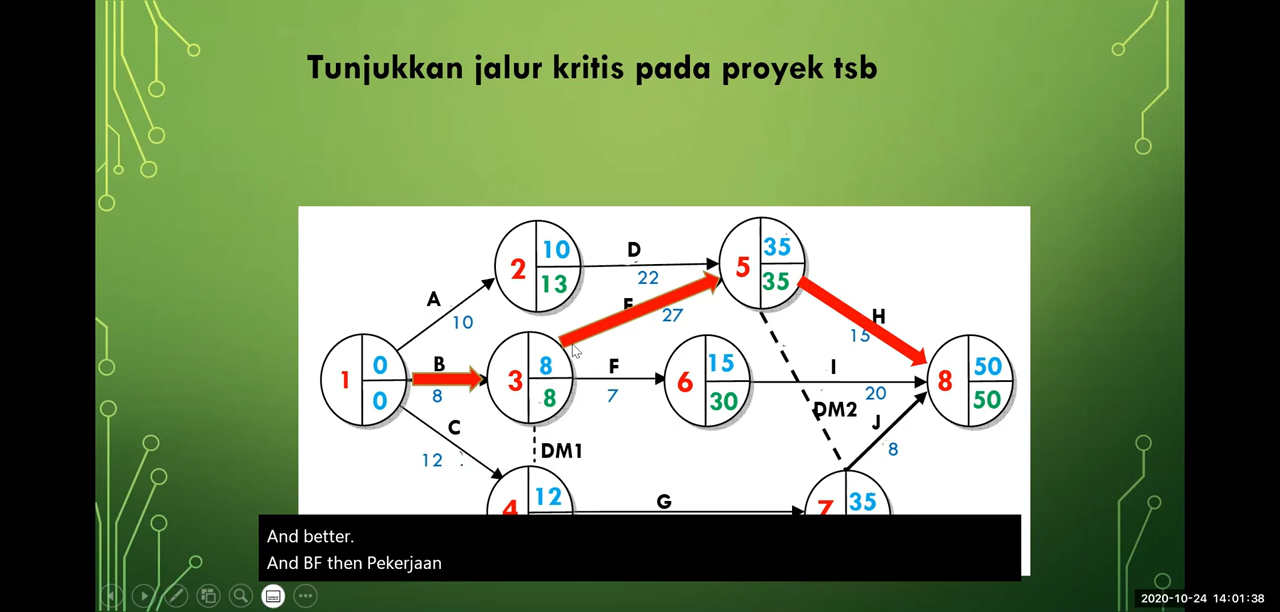 Tunjukkan jalur kritis pada proyek tsb
2
10
13
D
22
5
35
35
A
10
E
27
H
15
1
0
0
B
8
3
8
8
F
7
6
15
30
I
20
8
50
50
DM2
J
8
C
12
DM1
4
12
G
7
35
And better.
And BF then Pekerjaan
2020-10-24 14:01:38